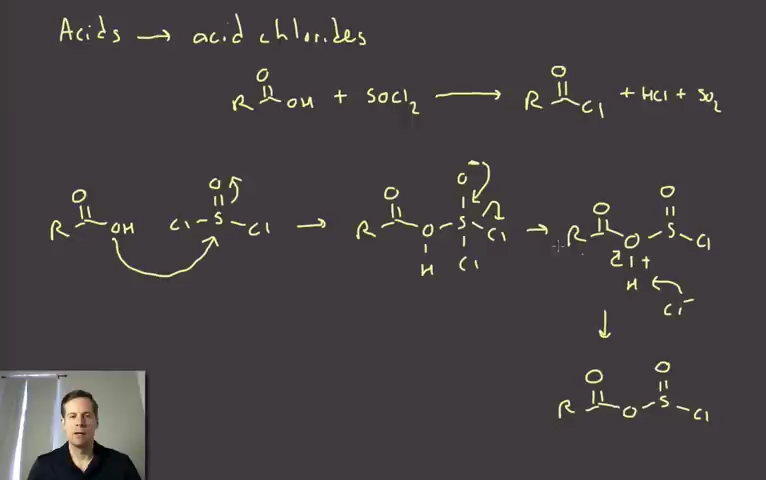 Acids → acid chlorides
O
R OH + SOCl2 → O R Cl + HCl + SO2
O O O O O O
R OH Cl S Cl → R O S Cl → R O S Cl
H Cl H + Cl-
↓
O O
R O S Cl